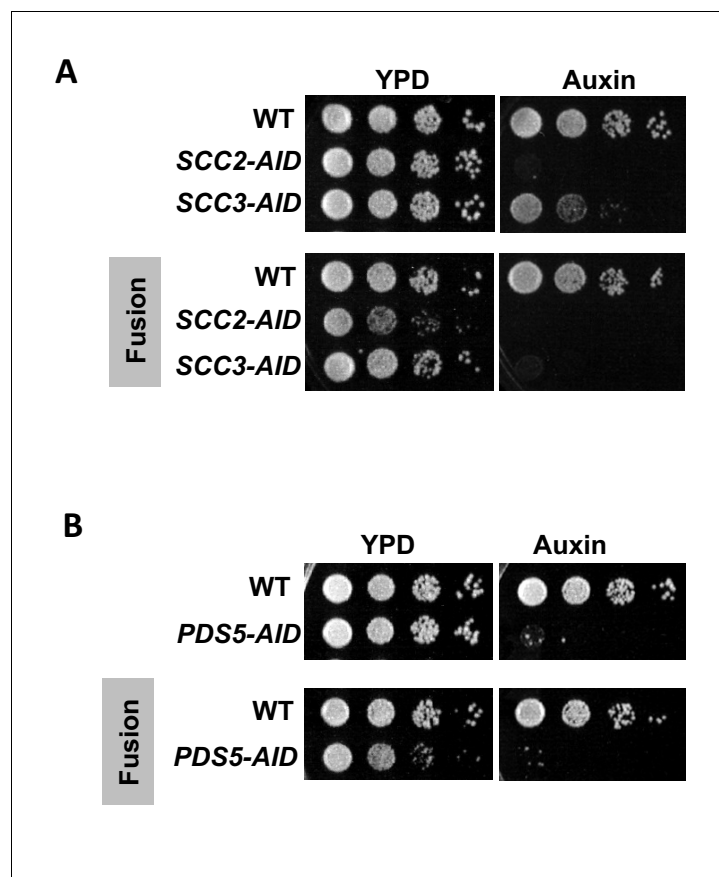 A
YPD Auxin
WT
SCC2-AID
SCC3-AID
Fusion
WT
SCC2-AID
SCC3-AID
B
YPD Auxin
WT
PDS5-AID
Fusion
WT
PDS5-AID